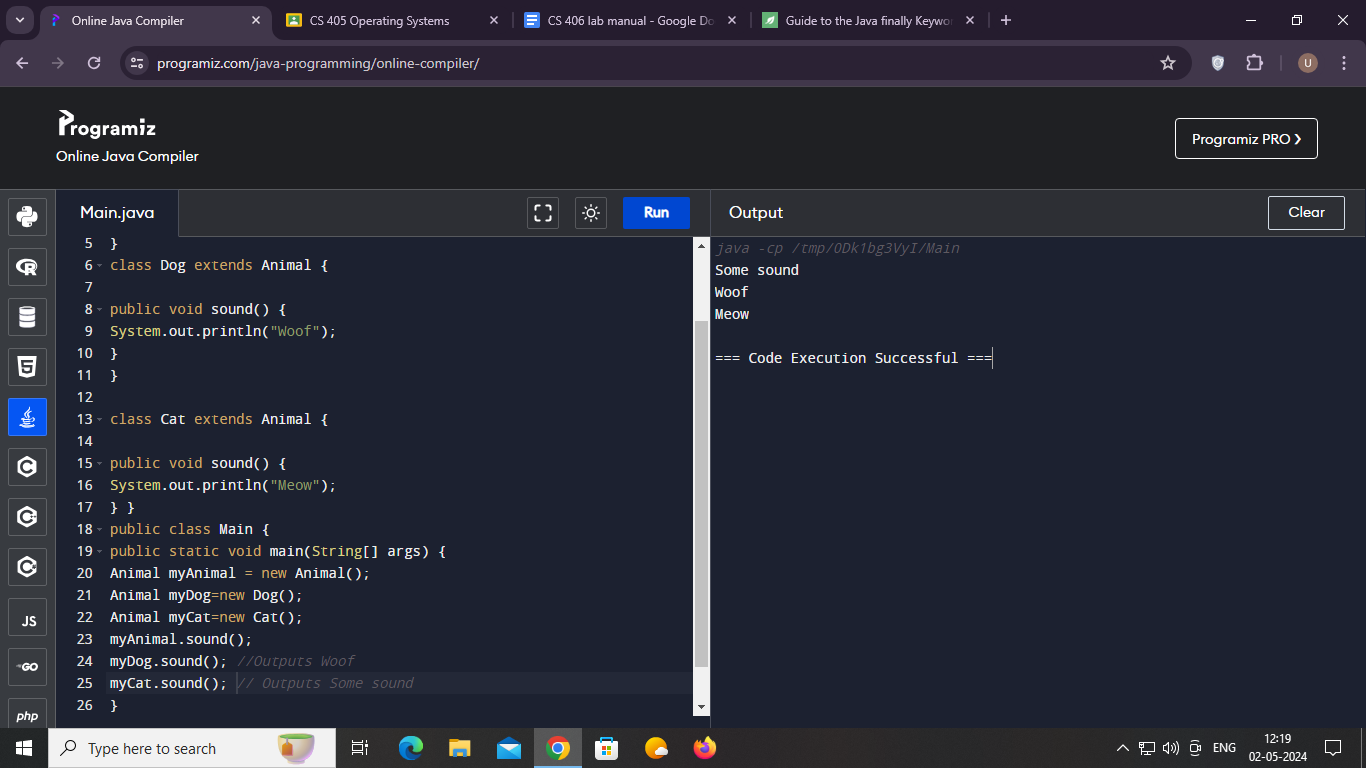 Online Java Compiler
CS 405 Operating Systems
CS 406 lab manual - Google Do
Guide to the Java finally Keywor
programiz.com/java-programming/online-compiler/
U
Programiz
Online Java Compiler
Programiz PRO
Main.java
Run
Output
Clear
5 }
6 class Dog extends Animal {
7
8 public void sound() {
9 System.out.println("Woof");
10 }
11 }
12
13 class Cat extends Animal {
14
15 public void sound() {
16 System.out.println("Meow");
17 } }
18 public class Main {
19 public static void main(String[] args) {
20 Animal myAnimal = new Animal();
21 Animal myDog=new Dog();
22 Animal myCat=new Cat();
23 myAnimal.sound();
24 myDog.sound(); //Outputs Woof
25 myCat.sound(); // Outputs Some sound
26 }
java -cp /tmp/0Dk1bg3VyI/Main
Some sound
Woof
Meow
=== Code Execution Successful ===
JS
GO
php
Type here to search
ENG
12:19
02-05-2024